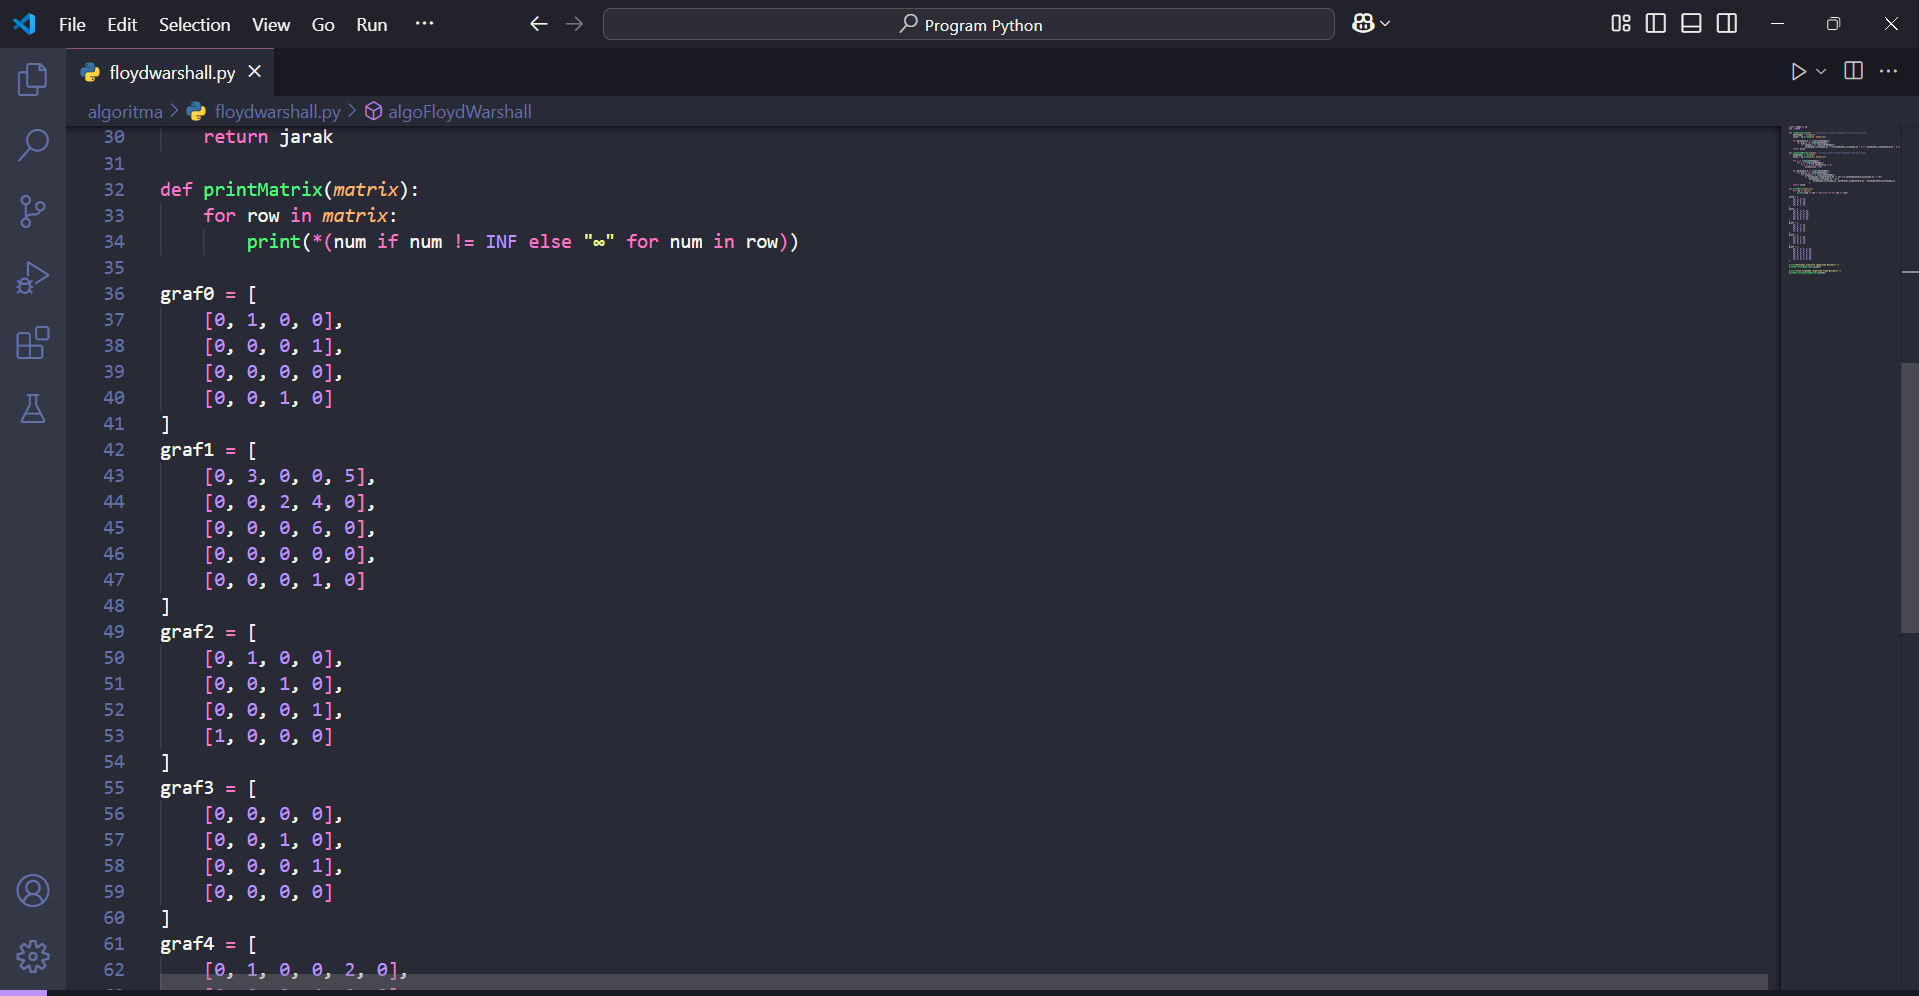 File Edit Selection View Go Run ··· Program Python
floydwarshall.py
algoritma > floydwarshall.py > algoFloydWarshall
30 return jarak
31
32 def printMatrix(matrix):
33 for row in matrix:
34 print(*(num if num != INF else "∞" for num in row))
35
36 graf0 = [
37 [0, 1, 0, 0],
38 [0, 0, 0, 1],
39 [0, 0, 0, 0],
40 [0, 0, 1, 0]
41 ]
42 graf1 = [
43 [0, 3, 0, 0, 5],
44 [0, 0, 2, 4, 0],
45 [0, 0, 0, 6, 0],
46 [0, 0, 0, 0, 0],
47 [0, 0, 0, 1, 0]
48 ]
49 graf2 = [
50 [0, 1, 0, 0],
51 [0, 0, 1, 0],
52 [0, 0, 0, 1],
53 [1, 0, 0, 0]
54 ]
55 graf3 = [
56 [0, 0, 0, 0],
57 [0, 0, 1, 0],
58 [0, 0, 0, 1],
59 [0, 0, 0, 0]
60 ]
61 graf4 = [
62 [0, 1, 0, 0, 2, 0],